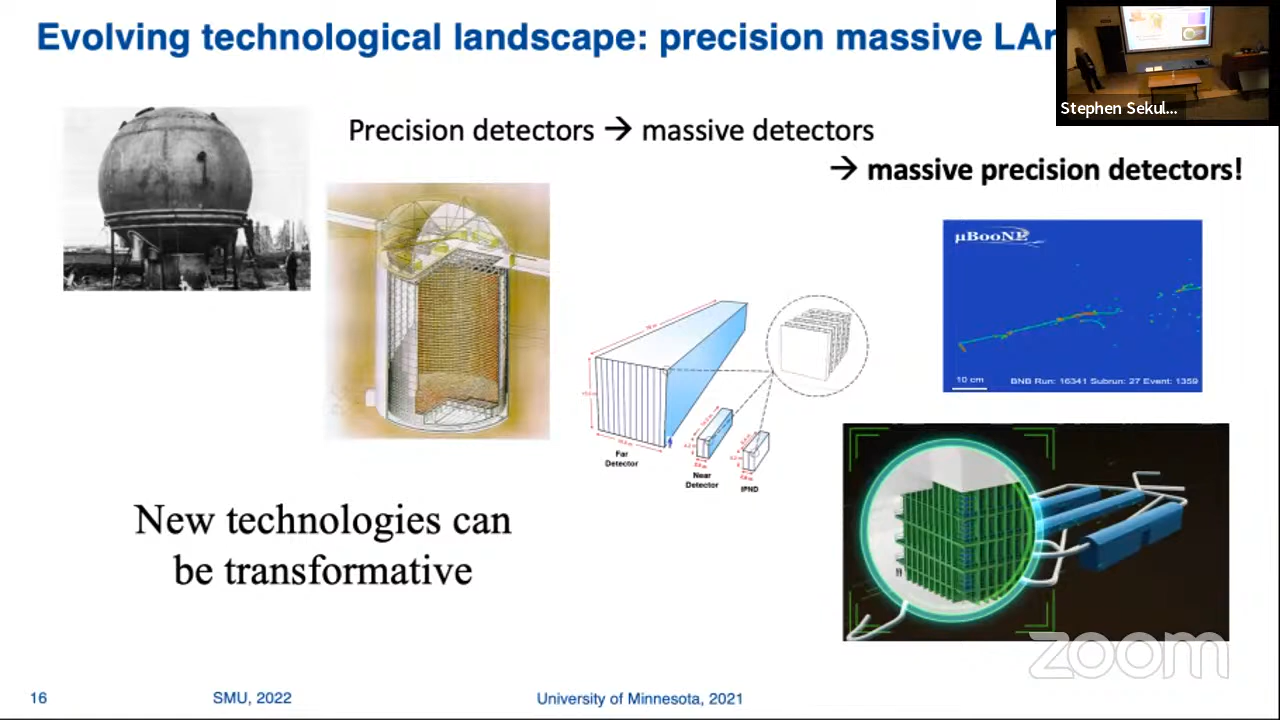 Evolving technological landscape: precision massive LAr
Stephen Sekul...
Precision detectors → massive detectors
→ massive precision detectors!
µBooNE
10 cm
BNB Run: 16341 Subrun: 27 Event: 1359
Far
Detector
Near
Detector
IPND
New technologies can
be transformative
zoom
16
SMU, 2022
University of Minnesota, 2021